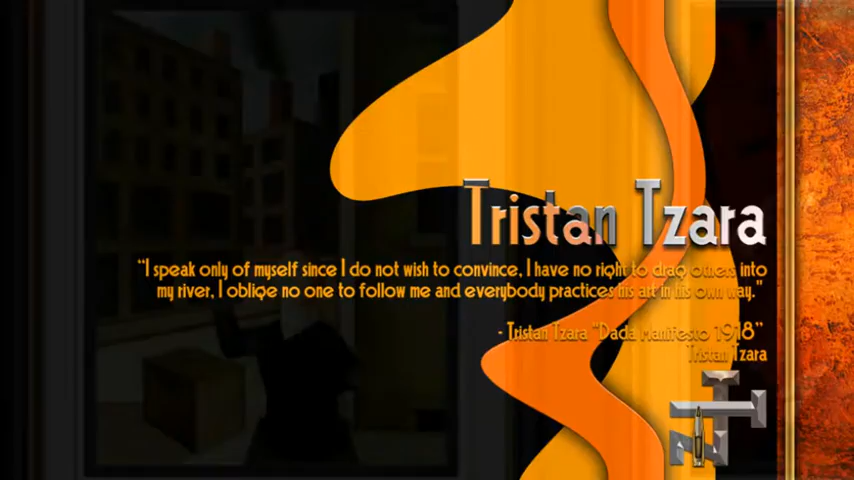 Tristan Tzara
"I speak only of myself since I do not wish to convince, I have no right to drag others into
my river, I oblige no one to follow me and everybody practices his art in his own way."
- Tristan Tzara "Dada Manifesto 1918"
Tristan Tzara